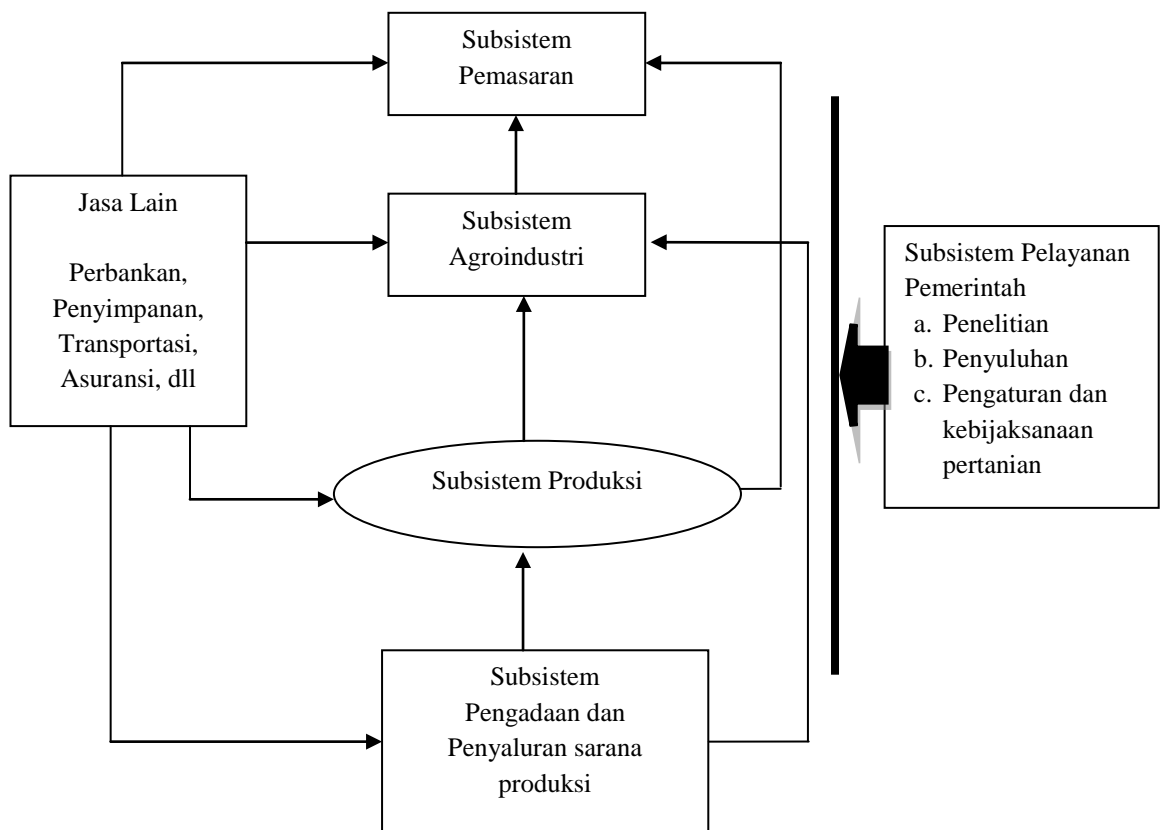 Subsistem
Pemasaran
Jasa Lain
Perbankan,
Penyimpanan,
Transportasi,
Asuransi, dll
Subsistem
Agroindustri
Subsistem Pelayanan
Pemerintah
a. Penelitian
b. Penyuluhan
c. Pengaturan dan
kebijaksanaan
pertanian
Subsistem Produksi
Subsistem
Pengadaan dan
Penyaluran sarana
produksi